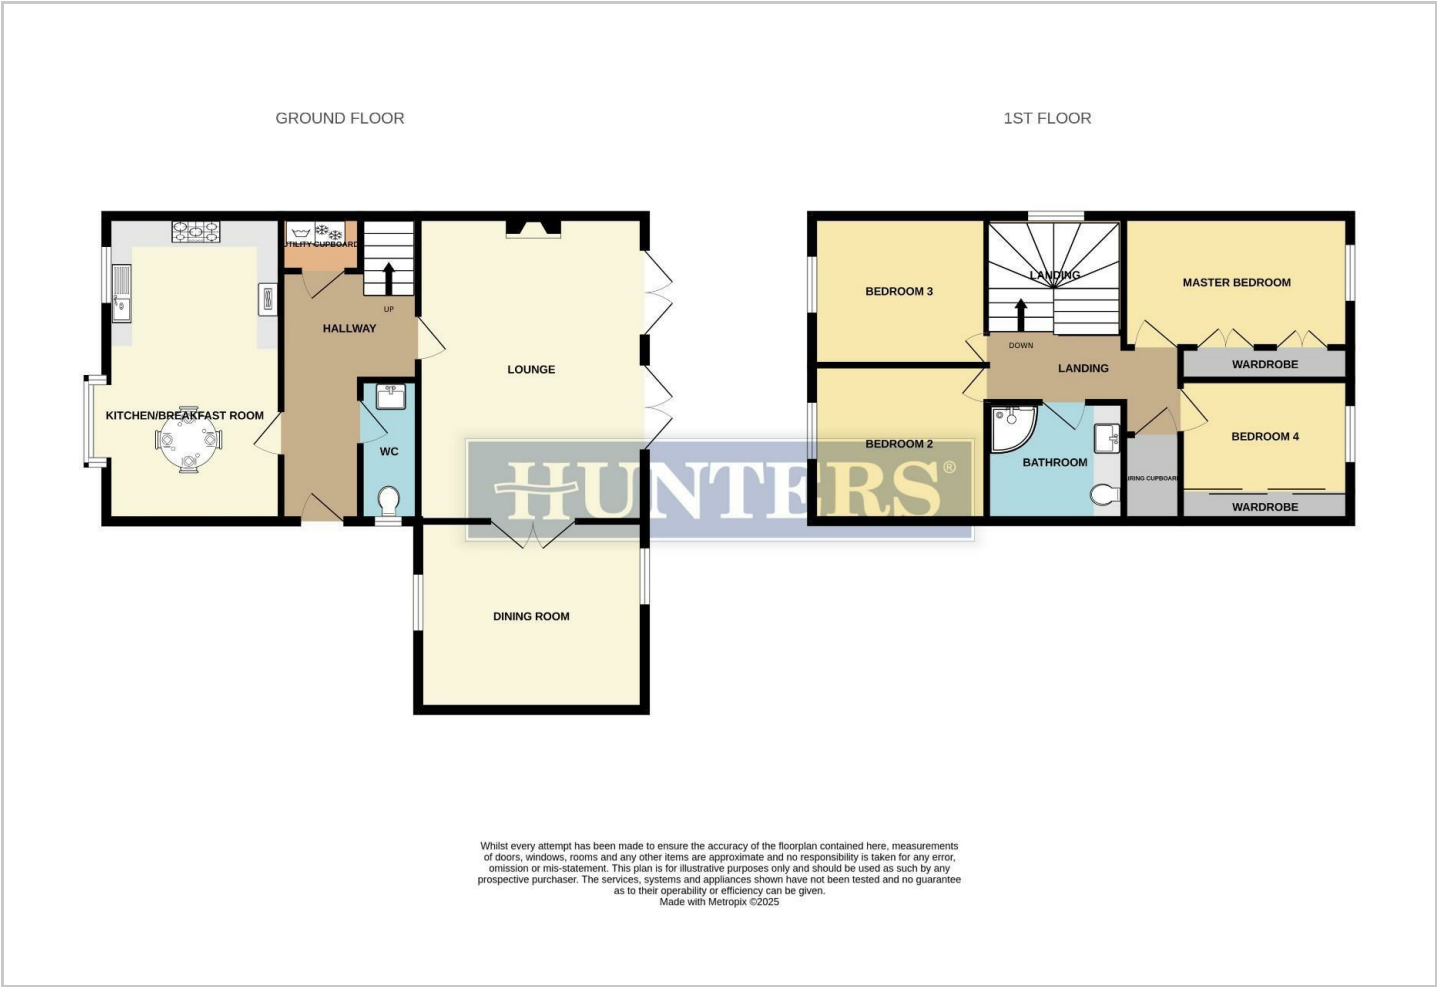 GROUND FLOOR
1ST FLOOR
UTILITY CUPBOARD
UP
HALLWAY
LOUNGE
KITCHEN/BREAKFAST ROOM
WC
DINING ROOM
BEDROOM 3
LANDING
MASTER BEDROOM
DOWN
LANDING
WARDROBE
BEDROOM 2
BEDROOM 4
BATHROOM
IRING CUPBOARD
WARDROBE
HUNTERS®
Whilst every attempt has been made to ensure the accuracy of the floorplan contained here, measurements
of doors, windows, rooms and any other items are approximate and no responsibility is taken for any error,
omission or mis-statement. This plan is for illustrative purposes only and should be used as such by any
prospective purchaser. The services, systems and appliances shown have not been tested and no guarantee
as to their operability or efficiency can be given.
Made with Metropix ©2025